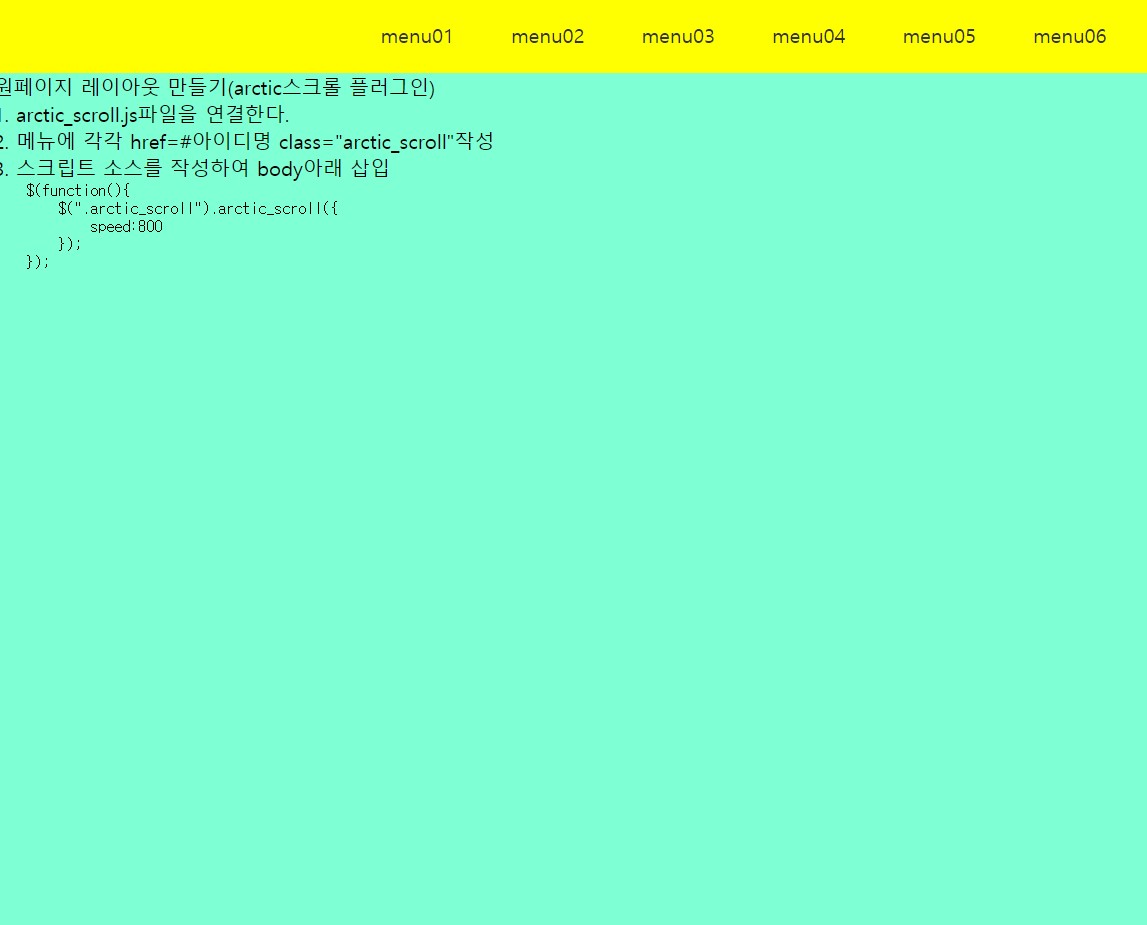 menu01 menu02 menu03 menu04 menu05 menu06
원페이지 레이아웃 만들기(arctic스크롤 플러그인)
1. arctic_scroll.js파일을 연결한다.
2. 메뉴에 각각 href=#아이디명 class="arctic_scroll"작성
3. 스크립트 소스를 작성하여 body아래 삽입
$(function(){
$(".arctic_scroll").arctic_scroll({
speed:800
});
});